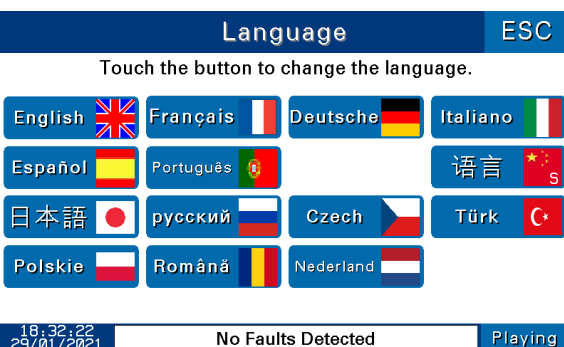 Language ESC
Touch the button to change the language.
English Français Deutsche Italiano
Español Português 语言 S
日本語 русский Czech Türk
Polskie Română Nederland
18:32:22
29/01/2021 No Faults Detected Playing